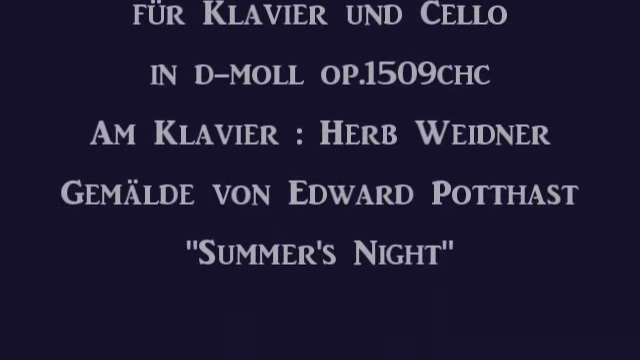 für Klavier und Cello
in d-moll op.1509chc
Am Klavier : Herb Weidner
Gemälde von Edward Potthast
"Summer's Night"